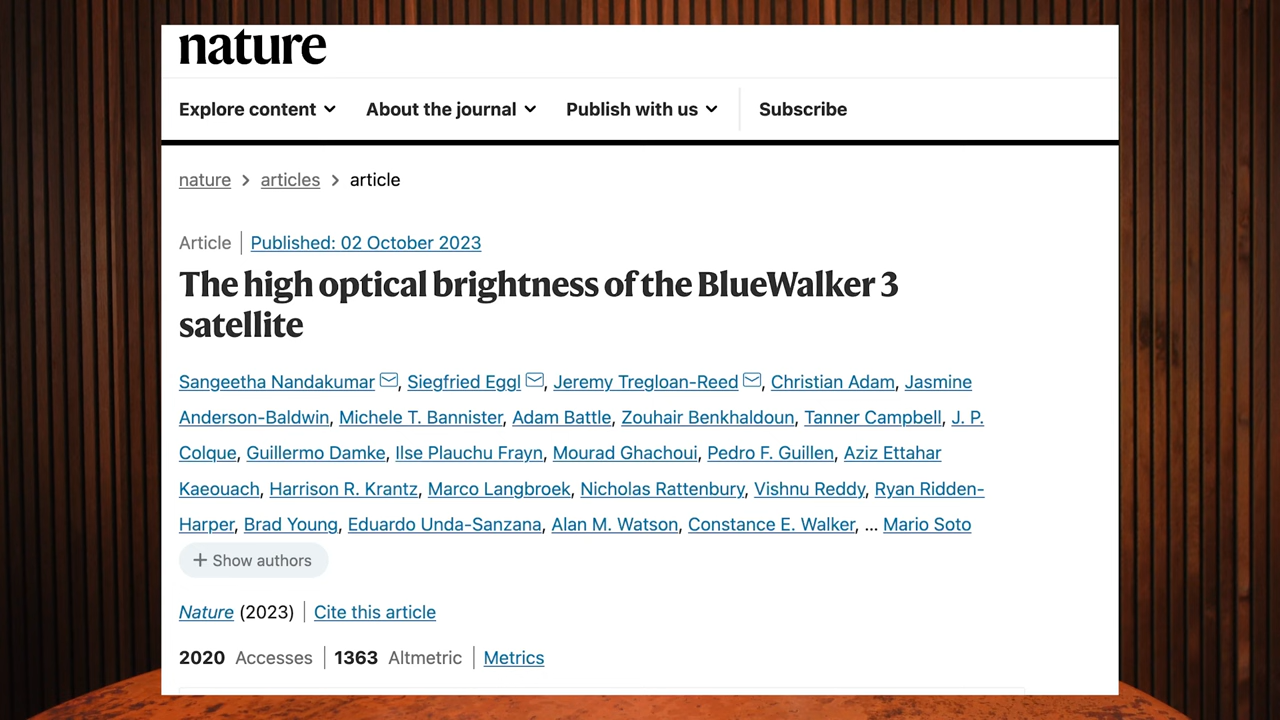 nature
Explore content About the journal Publish with us Subscribe
nature > articles > article
Article | Published: 02 October 2023
The high optical brightness of the BlueWalker 3
satellite
Sangeetha Nandakumar, Siegfried Eggl, Jeremy Tregloan-Reed, Christian Adam, Jasmine
Anderson-Baldwin, Michele T. Bannister, Adam Battle, Zouhair Benkhaldoun, Tanner Campbell, J. P.
Colque, Guillermo Damke, Ilse Plauchu Frayn, Mourad Ghachoui, Pedro F. Guillen, Aziz Ettahar
Kaeouach, Harrison R. Krantz, Marco Langbroek, Nicholas Rattenbury, Vishnu Reddy, Ryan Ridden-
Harper, Brad Young, Eduardo Unda-Sanzana, Alan M. Watson, Constance E. Walker, ... Mario Soto
+ Show authors
Nature (2023) | Cite this article
2020 Accesses | 1363 Altmetric | Metrics